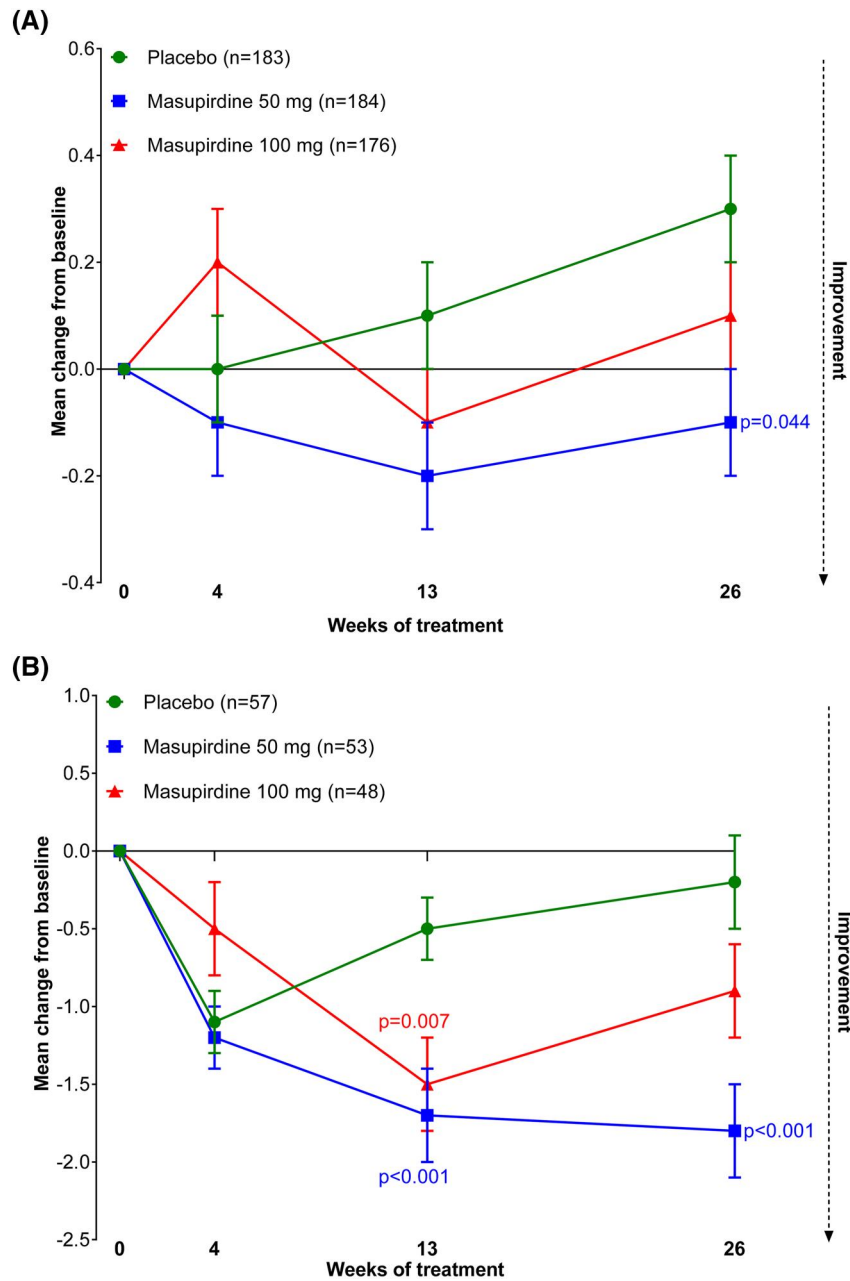 (A)
0.6
Placebo (n=183)
Masupirdine 50 mg (n=184)
Masupirdine 100 mg (n=176)
0.4
0.2
0.0
-0.2
-0.4
Mean change from baseline
p=0.044
Improvement
0 4 13 26
Weeks of treatment
(B)
1.0
Placebo (n=57)
Masupirdine 50 mg (n=53)
Masupirdine 100 mg (n=48)
0.5
0.0
-0.5
-1.0
-1.5
-2.0
-2.5
Mean change from baseline
p=0.007
p<0.001
p<0.001
Improvement
0 4 13 26
Weeks of treatment